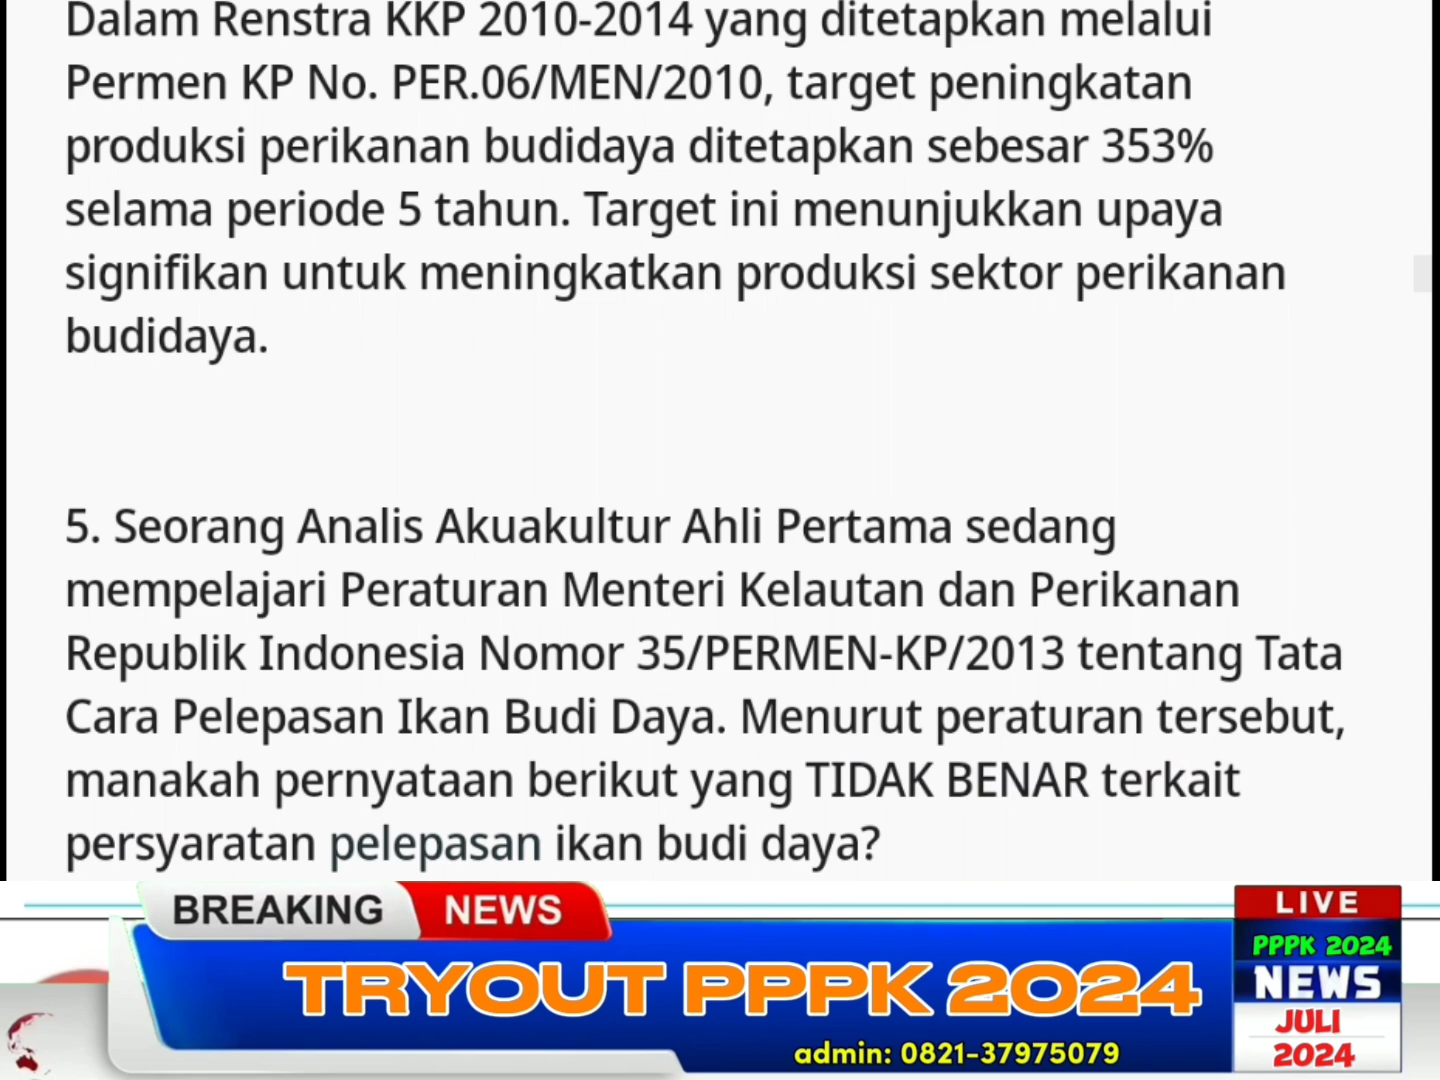 Dalam Renstra KKP 2010-2014 yang ditetapkan melalui
Permen KP No. PER.06/MEN/2010, target peningkatan
produksi perikanan budidaya ditetapkan sebesar 353%
selama periode 5 tahun. Target ini menunjukkan upaya
signifikan untuk meningkatkan produksi sektor perikanan
budidaya.
5. Seorang Analis Akuakultur Ahli Pertama sedang
mempelajari Peraturan Menteri Kelautan dan Perikanan
Republik Indonesia Nomor 35/PERMEN-KP/2013 tentang Tata
Cara Pelepasan Ikan Budi Daya. Menurut peraturan tersebut,
manakah pernyataan berikut yang TIDAK BENAR terkait
persyaratan pelepasan ikan budi daya?
BREAKING NEWS
TRYOUT PPPK 2024
admin: 0821-37975079
LIVE
PPPK 2024
NEWS
JULI
2024